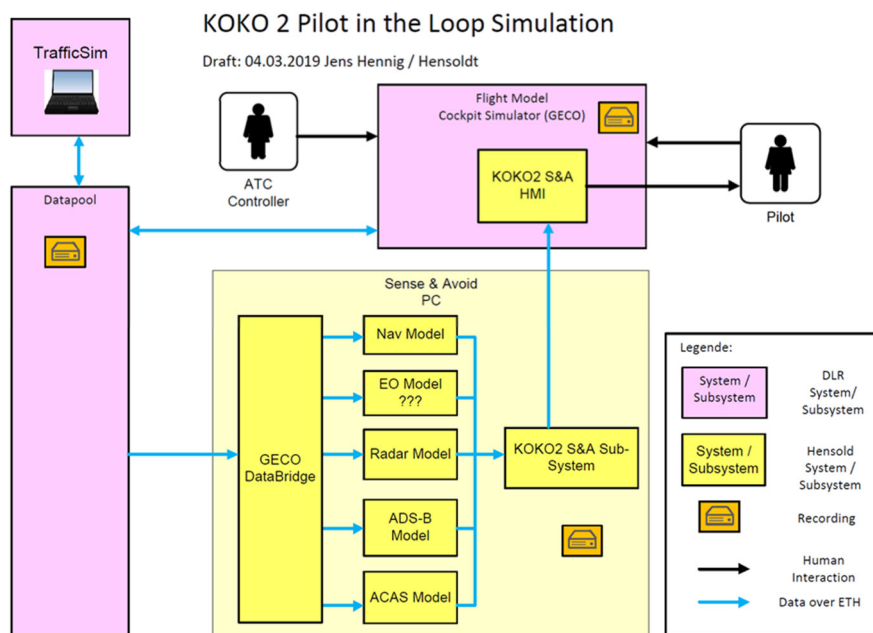 KOKO 2 Pilot in the Loop Simulation
Draft: 04.03.2019 Jens Hennig / Hensoldt
TrafficSim
Datapool
ATC
Controller
Flight Model
Cockpit Simulator (GECO)
KOKO2 S&A
HMI
Pilot
Sense & Avoid
PC
GECO
DataBridge
Nav Model
EO Model
???
Radar Model
ADS-B
Model
ACAS Model
KOKO2 S&A Sub-
System
Legende:
System /
Subsystem
DLR
System/
Subsystem
System /
Subsystem
Hensold
System /
Subsystem
Recording
Human
Interaction
Data over ETH